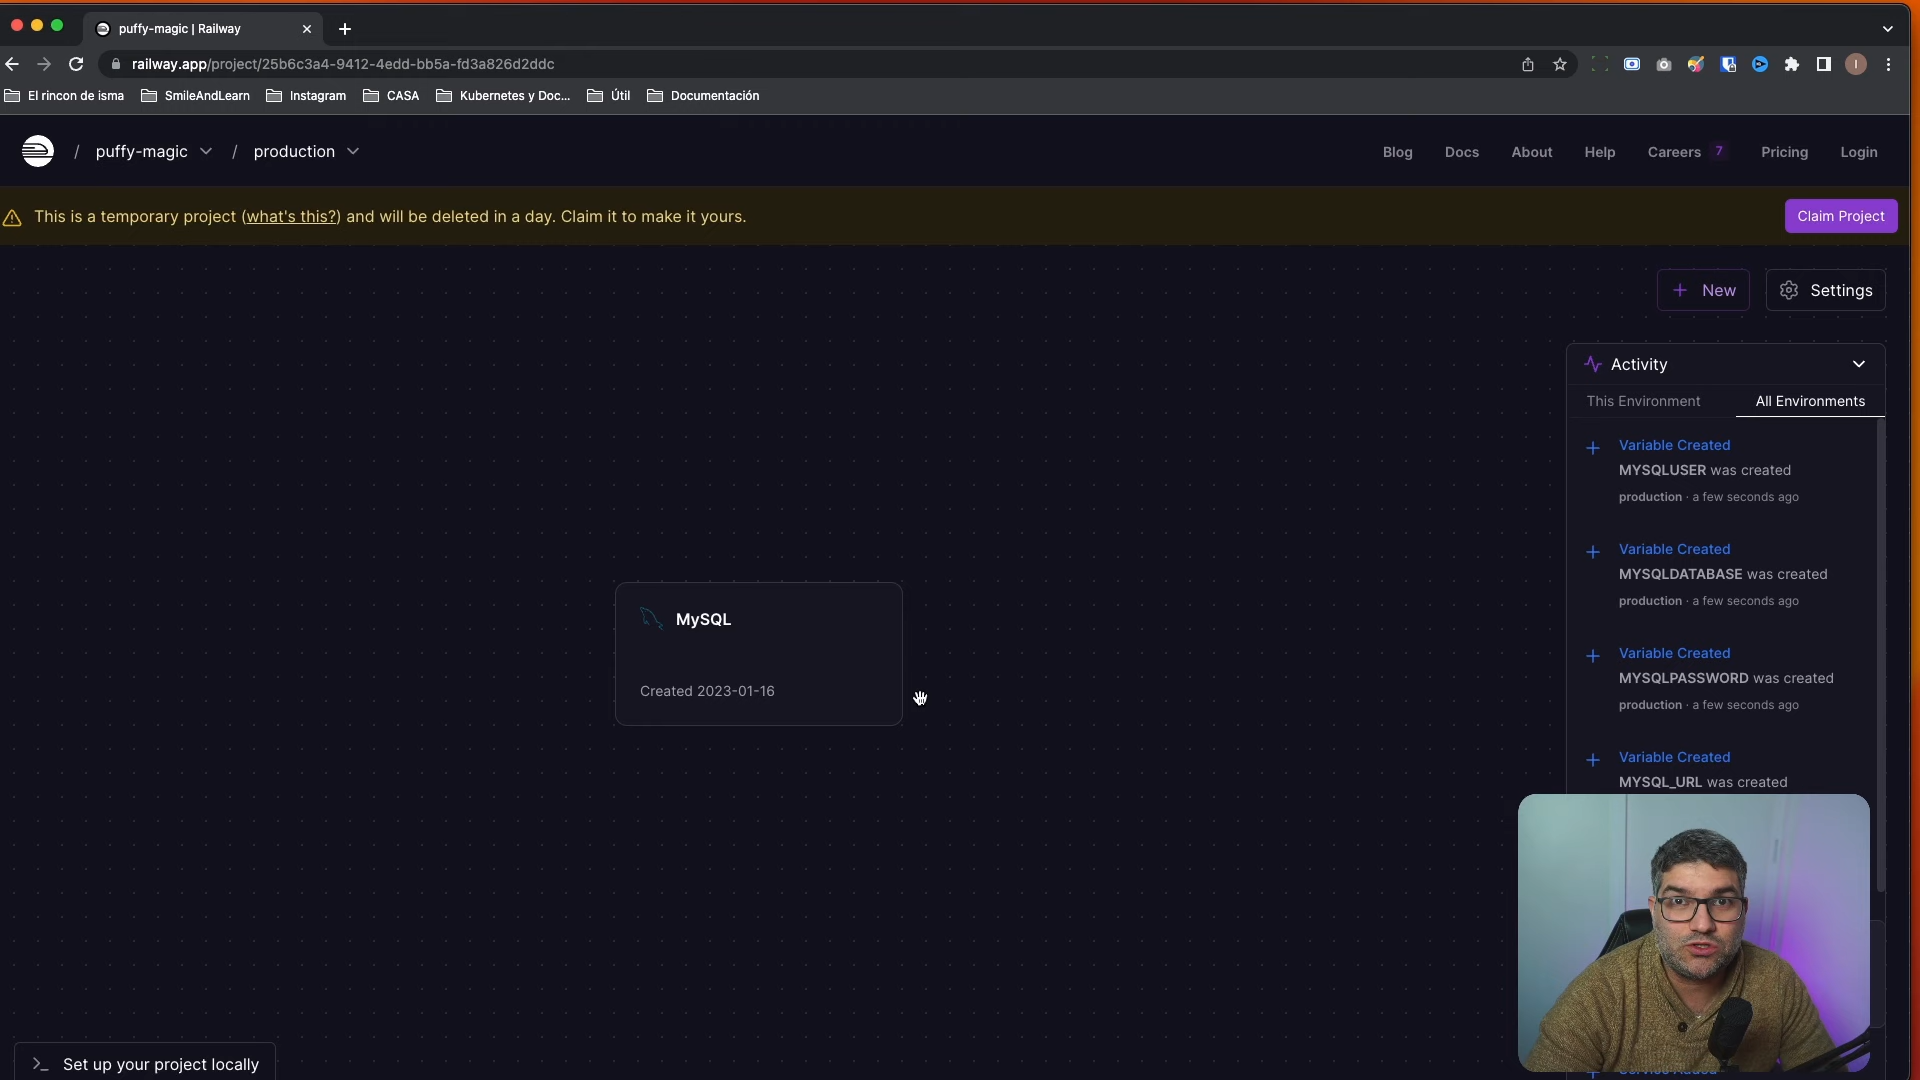 puffy-magic | Railway
railway.app/project/25b6c3a4-9412-4edd-bb5a-fd3a826d2ddc
El rincon de isma
SmileAndLearn
Instagram
CASA
Kubernetes y Doc...
Útil
Documentación
/ puffy-magic / production
Blog
Docs
About
Help
Careers 7
Pricing
Login
This is a temporary project (what's this?) and will be deleted in a day. Claim it to make it yours.
Claim Project
+ New
Settings
Activity
This Environment
All Environments
Variable Created
MYSQLUSER was created
production · a few seconds ago
Variable Created
MYSQLDATABASE was created
production · a few seconds ago
Variable Created
MYSQLPASSWORD was created
production · a few seconds ago
Variable Created
MYSQL_URL was created
MySQL
Created 2023-01-16
Set up your project locally